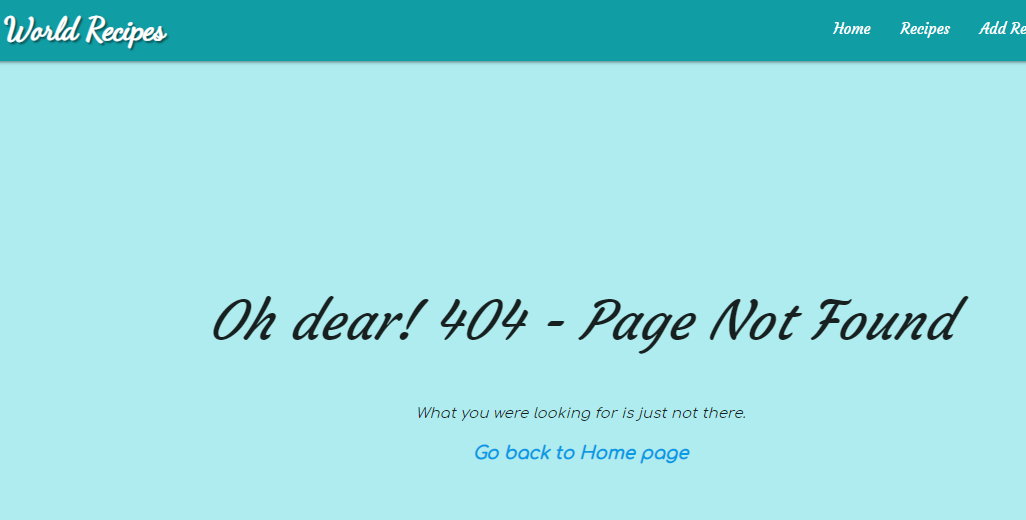 World Recipes
Home Recipes Add Re
Oh dear! 404 - Page Not Found
What you were looking for is just not there.
Go back to Home page